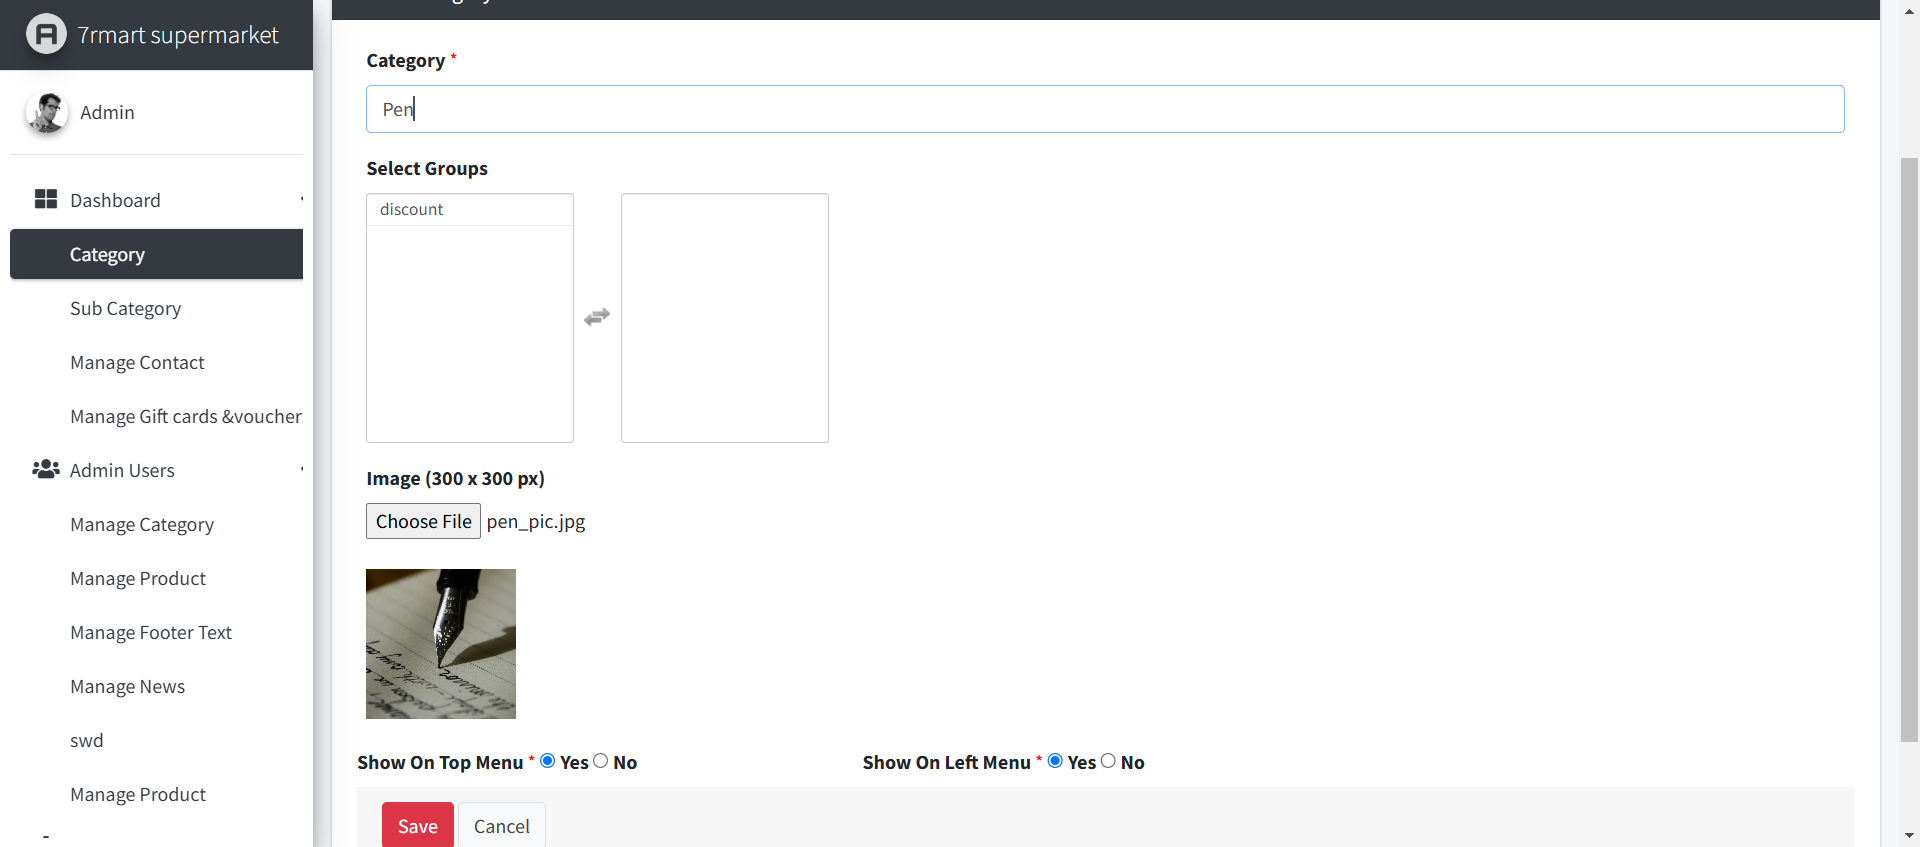 7rmart supermarket
Admin
Dashboard
Category
Sub Category
Manage Contact
Manage Gift cards &voucher
Admin Users
Manage Category
Manage Product
Manage Footer Text
Manage News
swd
Manage Product
Category *
Pen
Select Groups
discount
Image (300 x 300 px)
Choose File pen_pic.jpg
Show On Top Menu * Yes No
Show On Left Menu * Yes No
Save Cancel